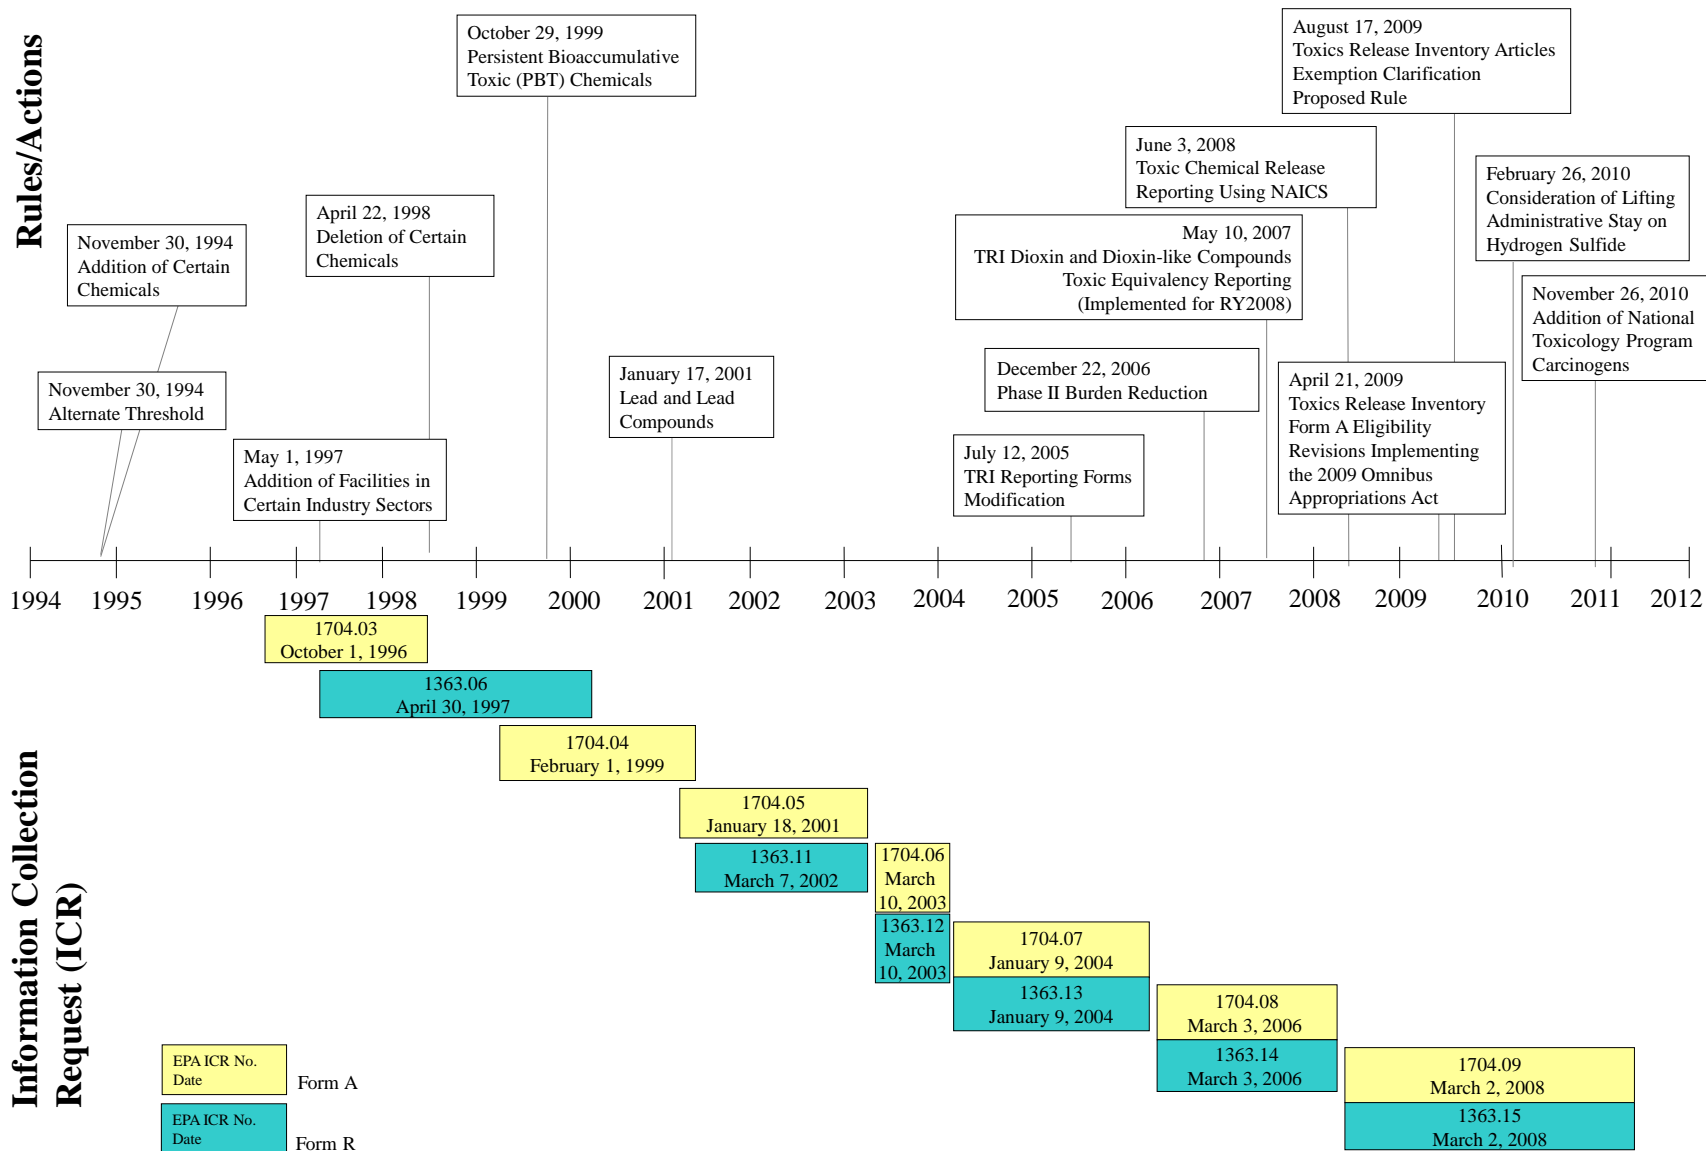 Rules/Actions
October 29, 1999
Persistent Bioaccumulative
Toxic (PBT) Chemicals
August 17, 2009
Toxics Release Inventory Articles
Exemption Clarification
Proposed Rule
June 3, 2008
Toxic Chemical Release
Reporting Using NAICS
February 26, 2010
Consideration of Lifting
Administrative Stay on
Hydrogen Sulfide
April 22, 1998
Deletion of Certain
Chemicals
November 30, 1994
Addition of Certain
Chemicals
May 10, 2007
TRI Dioxin and Dioxin-like Compounds
Toxic Equivalency Reporting
(Implemented for RY2008)
November 26, 2010
Addition of National
Toxicology Program
Carcinogens
November 30, 1994
Alternate Threshold
January 17, 2001
Lead and Lead
Compounds
December 22, 2006
Phase II Burden Reduction
April 21, 2009
Toxics Release Inventory
Form A Eligibility
Revisions Implementing
the 2009 Omnibus
Appropriations Act
May 1, 1997
Addition of Facilities in
Certain Industry Sectors
July 12, 2005
TRI Reporting Forms
Modification
1994 1995 1996 1997 1998 1999 2000 2001 2002 2003 2004 2005 2006 2007 2008 2009 2010 2011 2012
Information Collection
Request (ICR)
1704.03
October 1, 1996
1363.06
April 30, 1997
1704.04
February 1, 1999
1704.05
January 18, 2001
1363.11
March 7, 2002
1704.06
March
10, 2003
1363.12
March
10, 2003
1704.07
January 9, 2004
1363.13
January 9, 2004
1704.08
March 3, 2006
1363.14
March 3, 2006
1704.09
March 2, 2008
1363.15
March 2, 2008
EPA ICR No.
Date
Form A
EPA ICR No.
Date
Form R